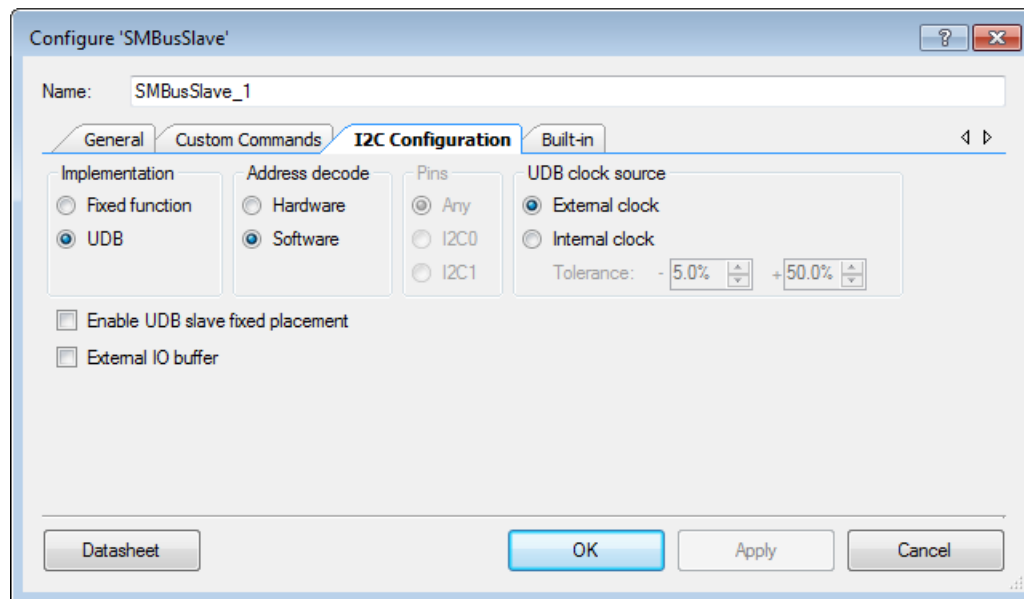 Configure 'SMBusSlave'
Name: SMBusSlave_1
General Custom Commands I2C Configuration Built-in
Implementation Address decode Pins UDB clock source
Fixed function Hardware Any External clock
UDB Software I2C0 Internal clock
I2C1 Tolerance: - 5.0% + 50.0%
Enable UDB slave fixed placement
External IO buffer
Datasheet OK Apply Cancel